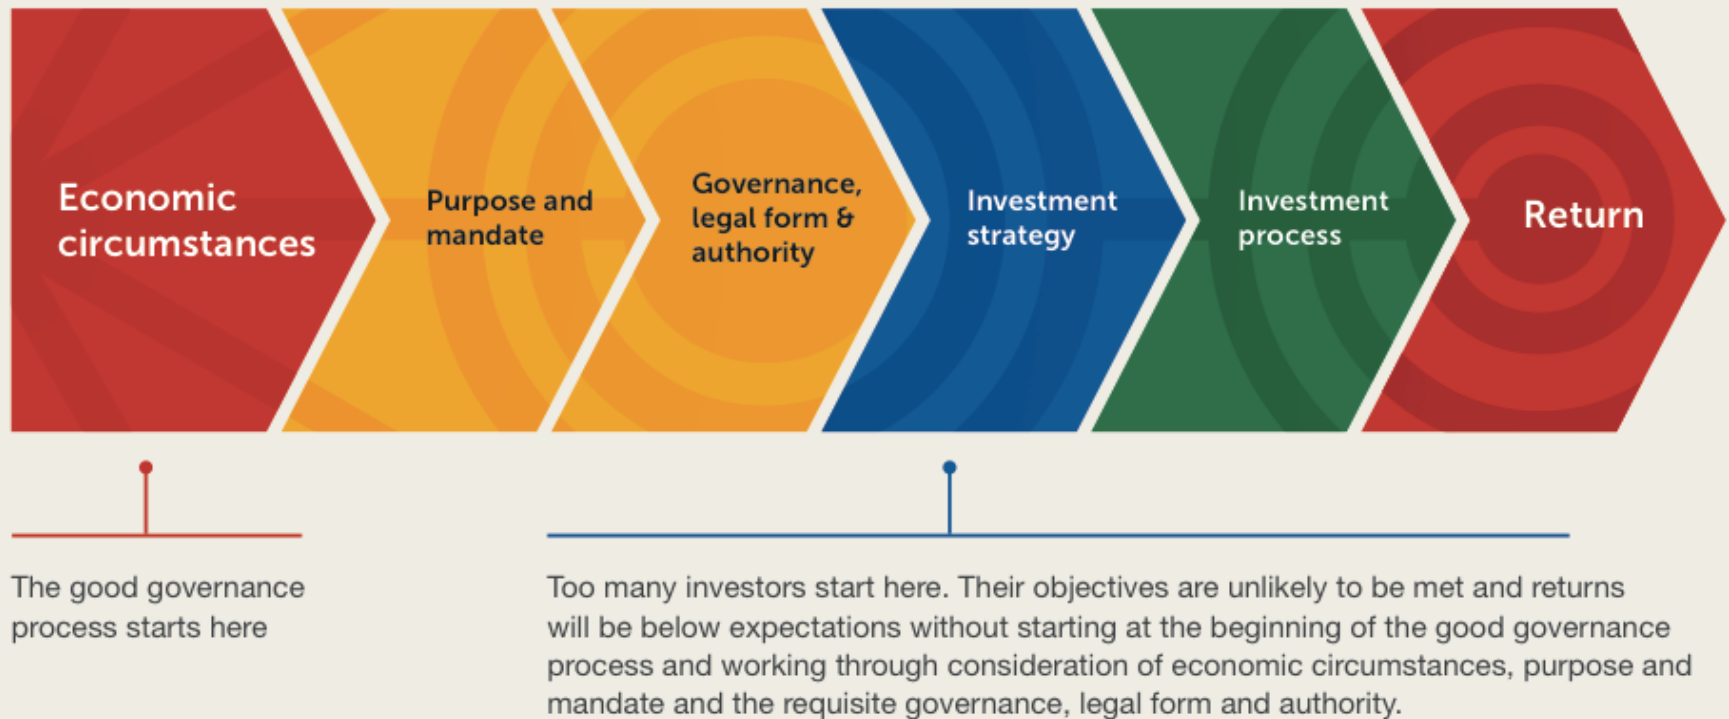 Economic
circumstances
Purpose and
mandate
Governance,
legal form &
authority
Investment
strategy
Investment
process
Return
The good governance
process starts here
Too many investors start here. Their objectives are unlikely to be met and returns
will be below expectations without starting at the beginning of the good governance
process and working through consideration of economic circumstances, purpose and
mandate and the requisite governance, legal form and authority.